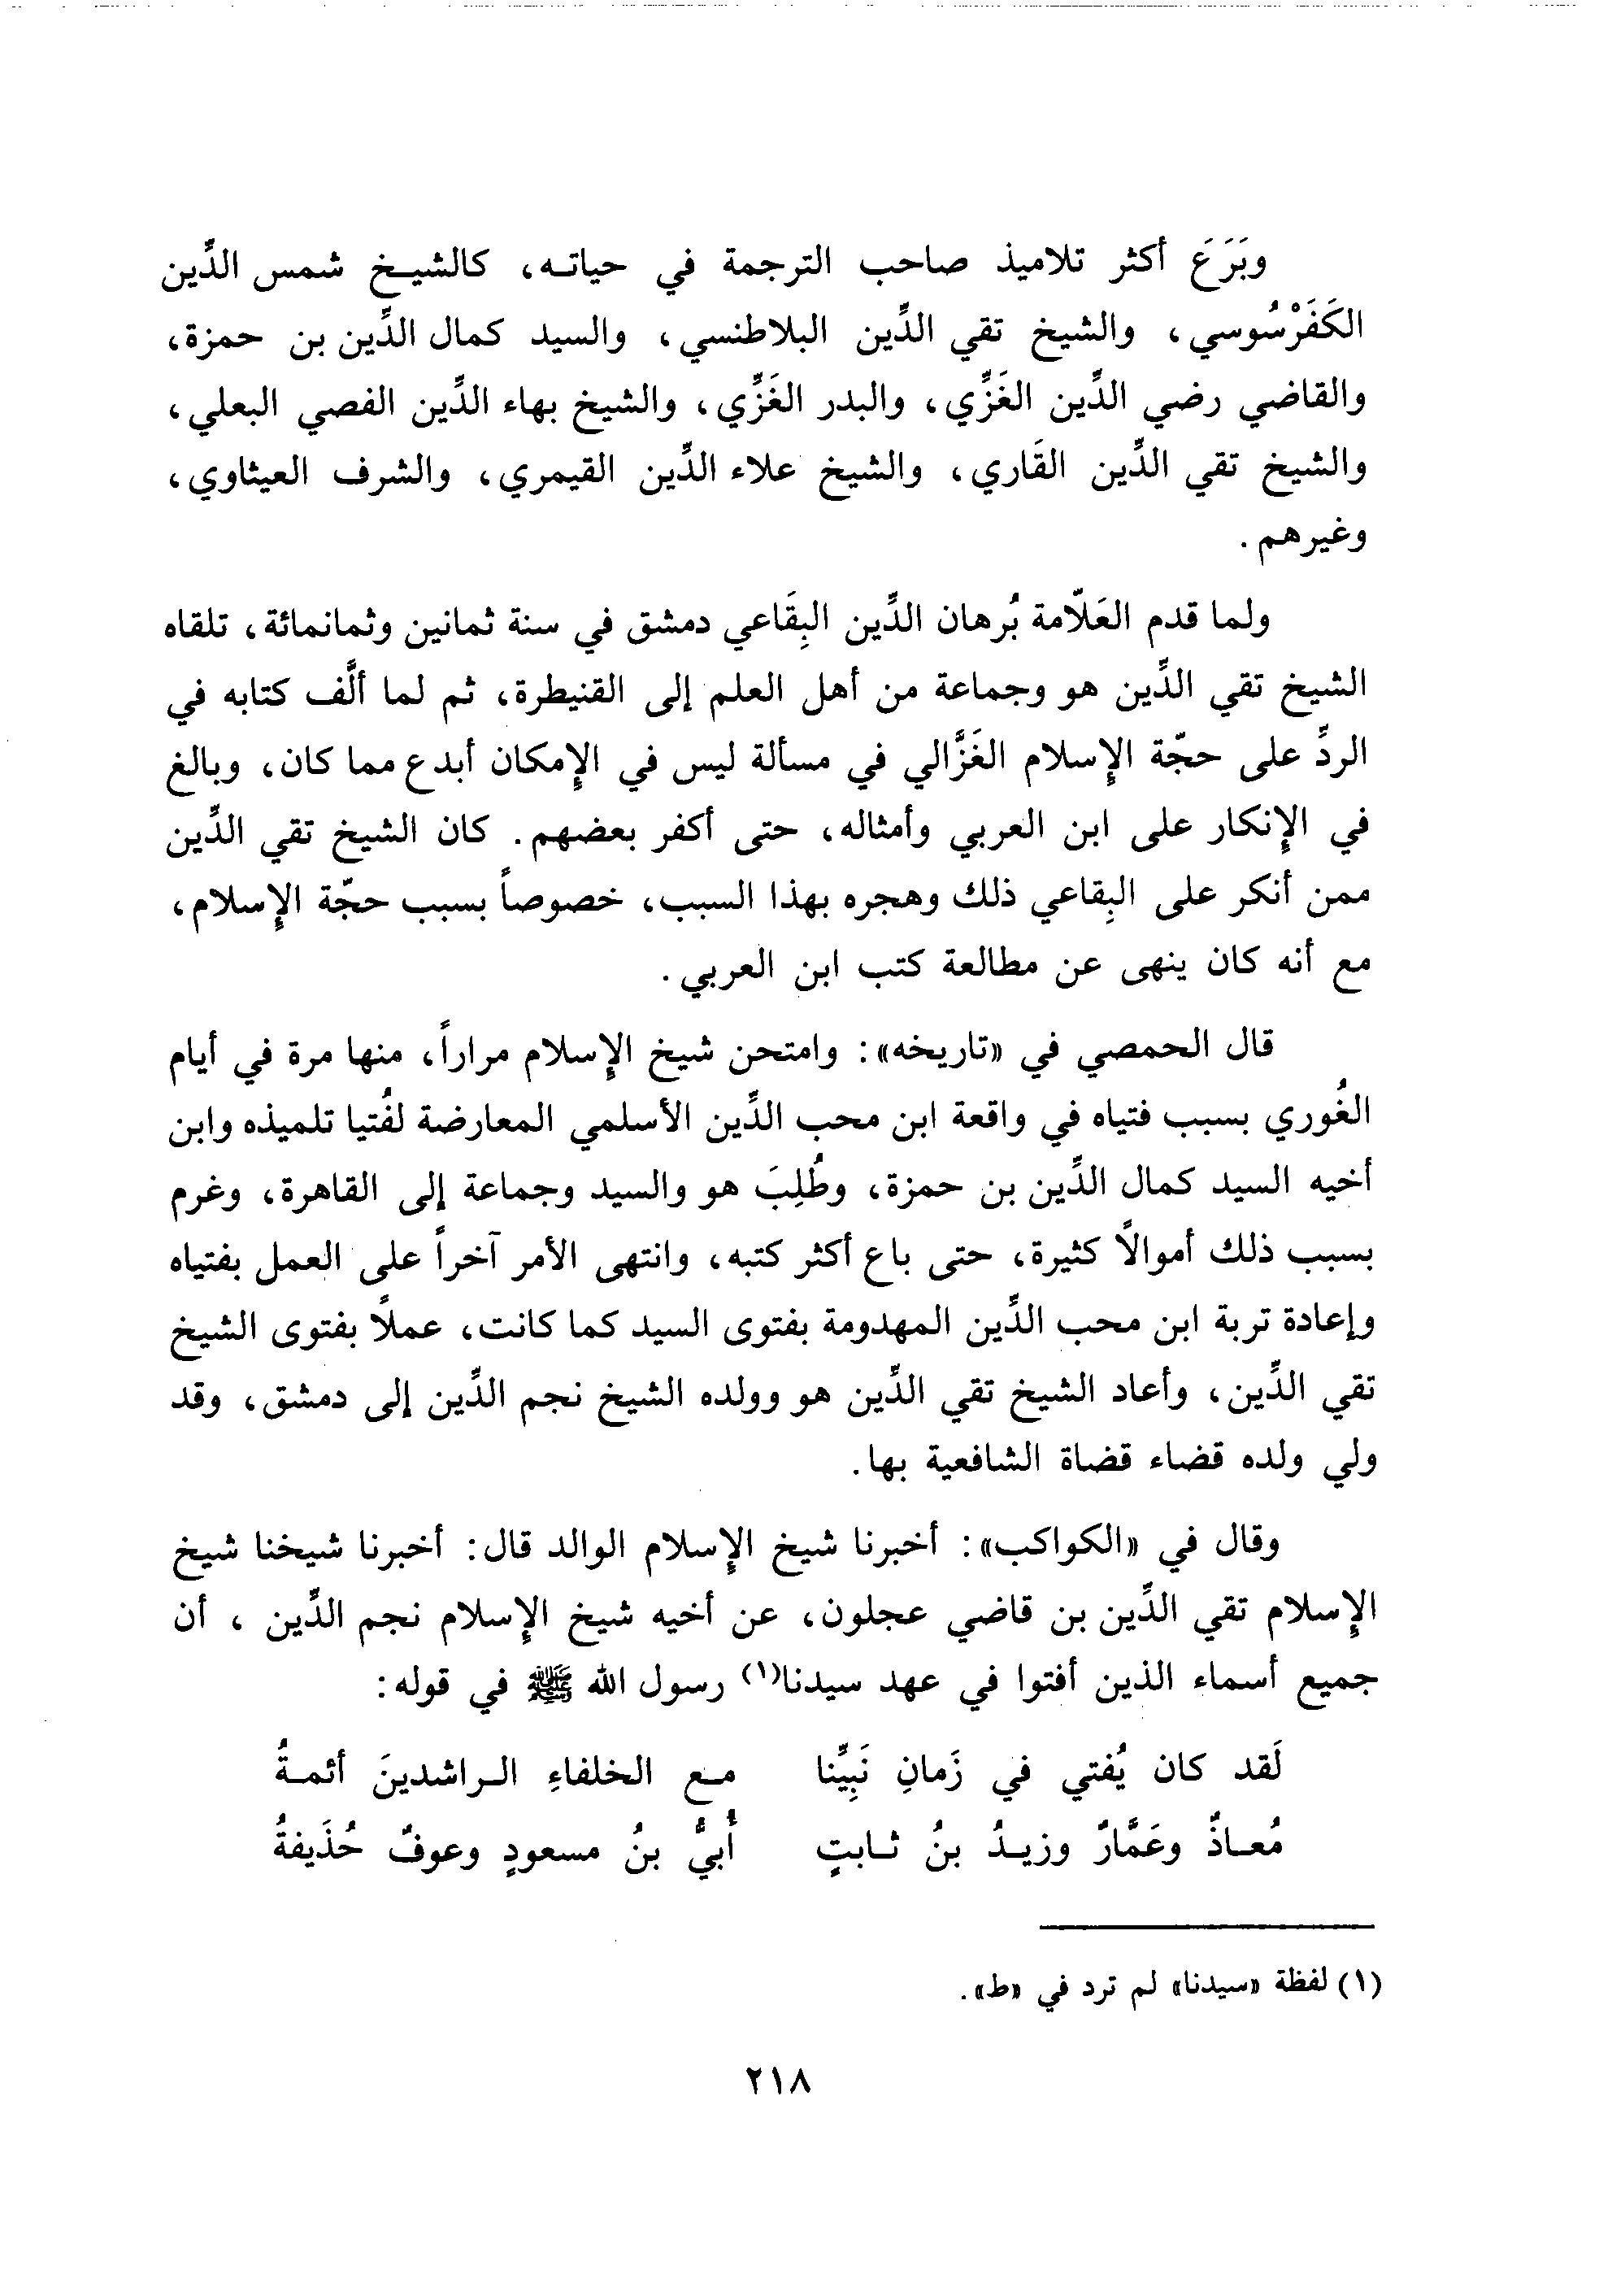 وبَرَعَ أكثر تلاميذ صاحب الترجمة في حياتـه، كالشيـخ شمس الدِّين
الكَفَرْسُوسي، والشيخ تقي الدِّين البلاطنسي، والسيد كمال الدِّين بن حمزة،
والقاضي رضي الدِّين الغَزِّي، والبدر الغَزِّي، والشيخ بهاء الدِّين الفصي البعلي،
والشيخ تقي الدِّين القَاري، والشيخ علاء الدِّين القيمري، والشرف العيثاوي،
وغيرهم.
ولما قدم العَلاّمة بُرهان الدِّين البِقَاعي دمشق في سنة ثمانين وثمانمائة، تلقاه
الشيخ تقي الدِّين هو وجماعة من أهل العلم إلى القنيطرة، ثم لما ألَّف كتابه في
الردِّ على حجّة الإسلام الغَزَّالي في مسألة ليس في الإمكان أبدع مما كان، وبالغ
في الإنكار على ابن العربي وأمثاله، حتى أكفر بعضهم. كان الشيخ تقي الدِّين
ممن أنكر على البِقاعي ذلك وهجره بهذا السبب، خصوصاً بسبب حجّة الإسلام،
مع أنه كان ينهى عن مطالعة كتب ابن العربي.
قال الحمصي في «تاريخه»: وامتحن شيخ الإسلام مراراً، منها مرة في أيام
الغُوري بسبب فتياه في واقعة ابن محب الدِّين الأسلمي المعارضة لفُتيا تلميذه وابن
أخيه السيد كمال الدِّين بن حمزة، وطُلِبَ هو والسيد وجماعة إلى القاهرة، وغرم
بسبب ذلك أموالاً كثيرة، حتى باع أكثر كتبه، وانتهى الأمر آخراً على العمل بفتياه
وإعادة تربة ابن محب الدِّين المهدومة بفتوى السيد كما كانت، عملاً بفتوى الشيخ
تقي الدِّين، وأعاد الشيخ تقي الدِّين هو وولده الشيخ نجم الدِّين إلى دمشق، وقد
ولي ولده قضاء قضاة الشافعية بها.
وقال في «الكواكب»: أخبرنا شيخ الإسلام الوالد قال: أخبرنا شيخنا شيخ
الإسلام تقي الدِّين بن قاضي عجلون، عن أخيه شيخ الإسلام نجم الدِّين ، أن
جميع أسماء الذين أفتوا في عهد سيدنا(١) رسول الله ﷺ في قوله:
لَقد كان يُفتي في زَمانِ نَبِيِّنا مـع الخلفاءِ الـراشدينَ أئمـةُ
مُعـاذٌ وعَمَّارٌ وزيـدُ بنُ ثـابتٍ أُبيُّ بنُ مسعودٍ وعوفٌ حُذَيفةُ
(١) لفظة «سيدنا» لم ترد في «ط».
٢١٨